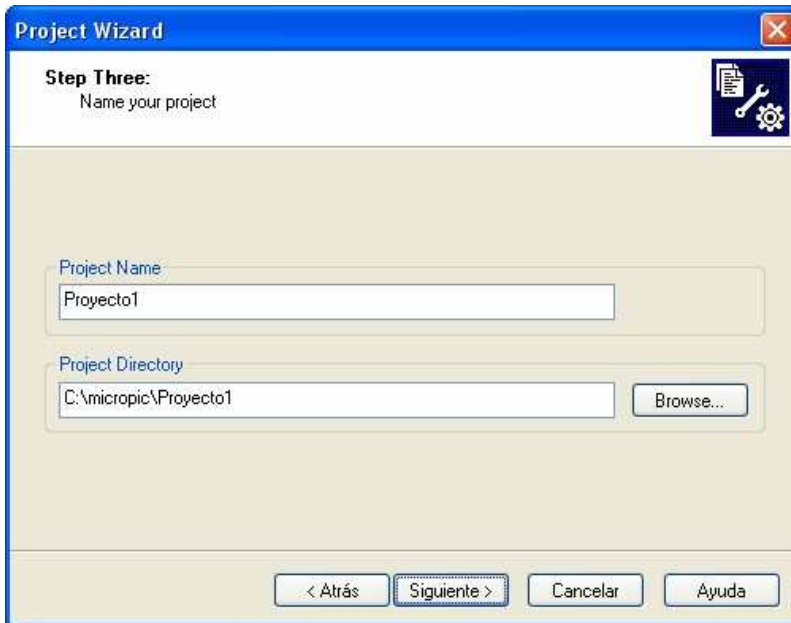 Project Wizard
Step Three:
Name your project
Project Name
Proyecto1
Project Directory
C:\micropic\Proyecto1
Browse...
< Atrás
Siguiente >
Cancelar
Ayuda